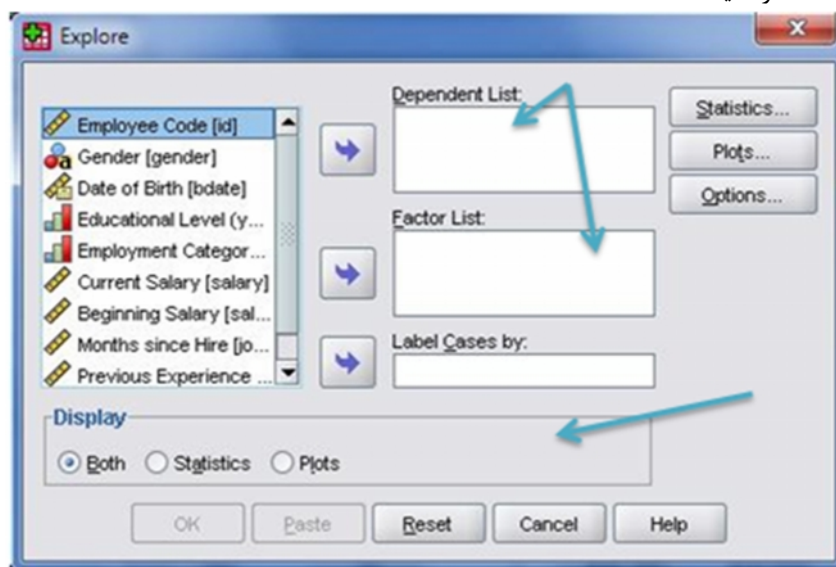 Explore
Employee Code [id]
Gender [gender]
Date of Birth [bdate]
Educational Level (y...
Employment Categor...
Current Salary [salary]
Beginning Salary [sal...
Months since Hire [jo...
Previous Experience ...
Dependent List:
Factor List:
Label Cases by:
Statistics...
Plots...
Options...
Display
Both Statistics Plots
OK Paste Reset Cancel Help